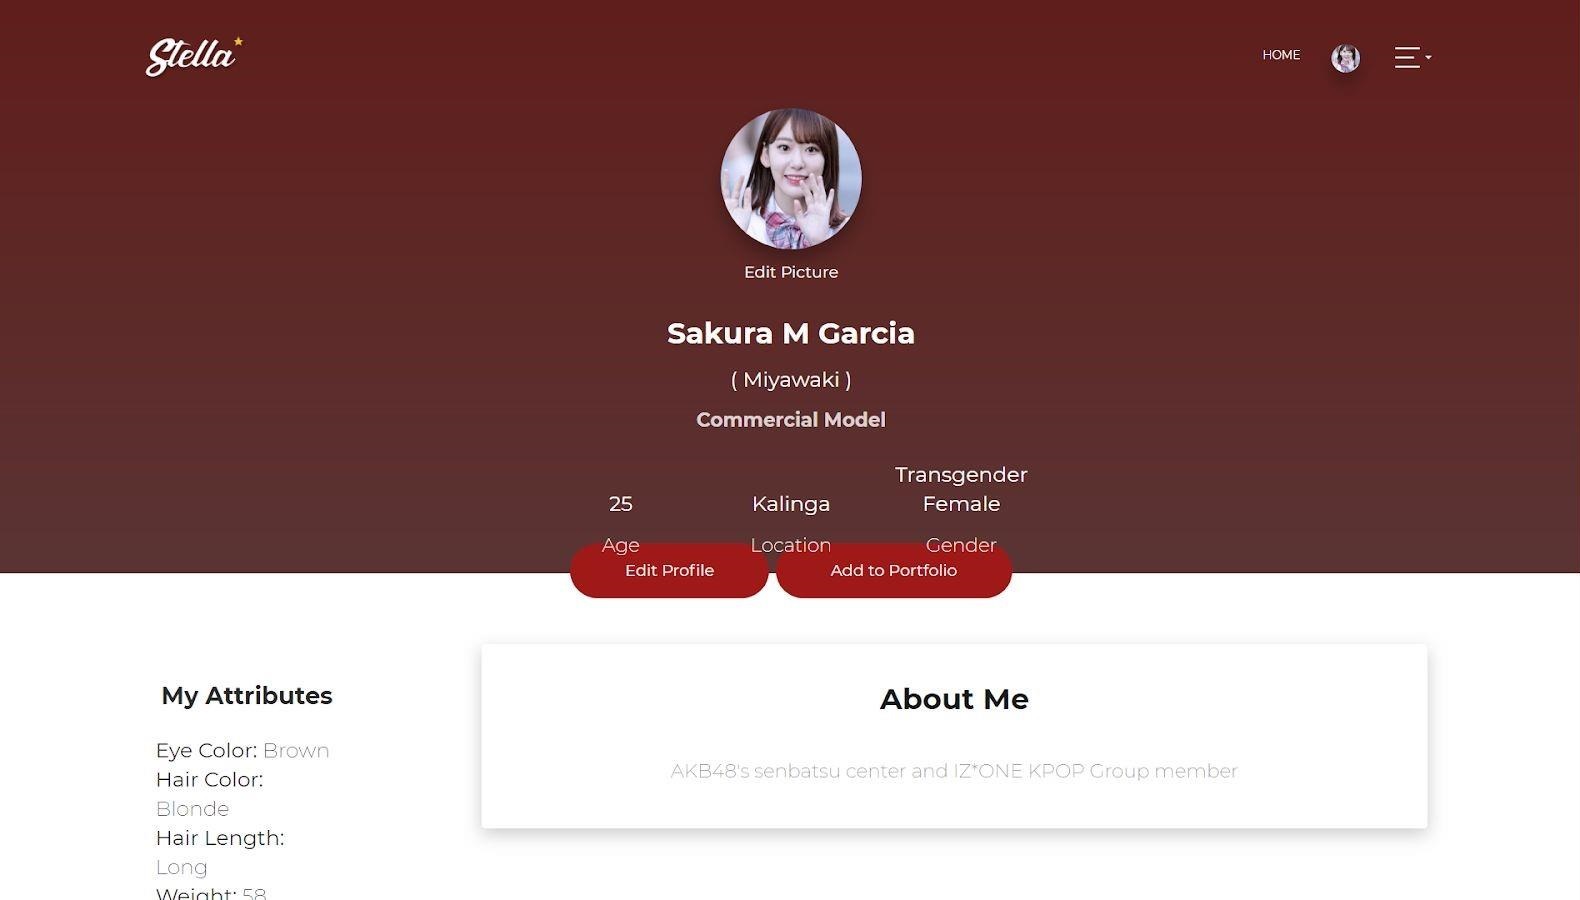 Stella
HOME
Edit Picture
Sakura M Garcia
( Miyawaki )
Commercial Model
25
Age
Kalinga
Location
Transgender
Female
Gender
Edit Profile
Add to Portfolio
My Attributes
Eye Color: Brown
Hair Color:
Blonde
Hair Length:
Long
Weight: 58
About Me
AKB48's senbatsu center and IZ*ONE KPOP Group member